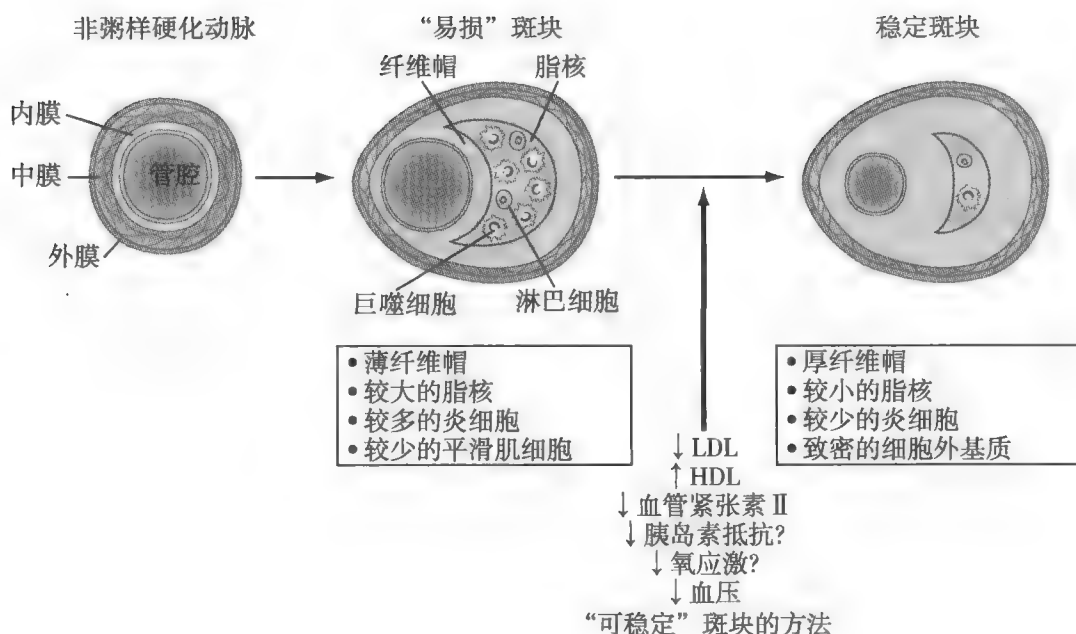 非粥样硬化动脉
“易损”斑块
稳定斑块
纤维帽
脂核
内膜
中膜
管腔
外膜
巨噬细胞
淋巴细胞
• 薄纤维帽
• 较大的脂核
• 较多的炎细胞
• 较少的平滑肌细胞
• 厚纤维帽
• 较小的脂核
• 较少的炎细胞
• 致密的细胞外基质
↓ LDL
↑ HDL
↓ 血管紧张素 Ⅱ
↓ 胰岛素抵抗?
↓ 氧应激?
↓ 血压
“可稳定”斑块的方法